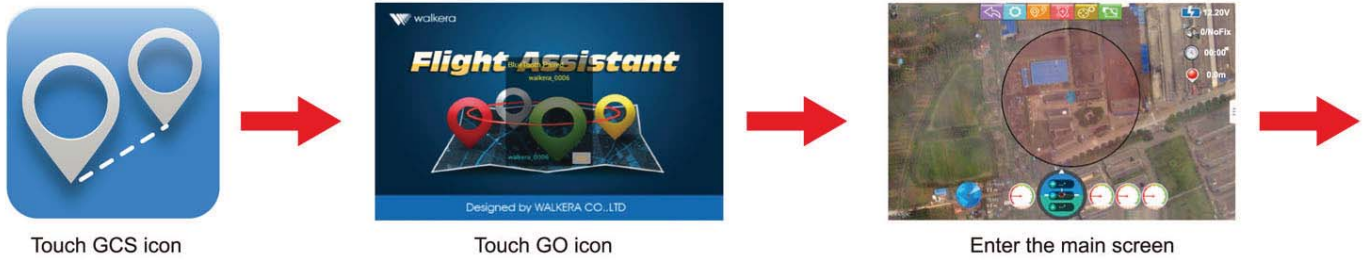 walkera
Flight Assistant
walkera_0006
walkera_0006
Designed by WALKERA CO.,LTD
12.20V
0/NoFix
00:00
0.0m
Touch GCS icon
Touch GO icon
Enter the main screen